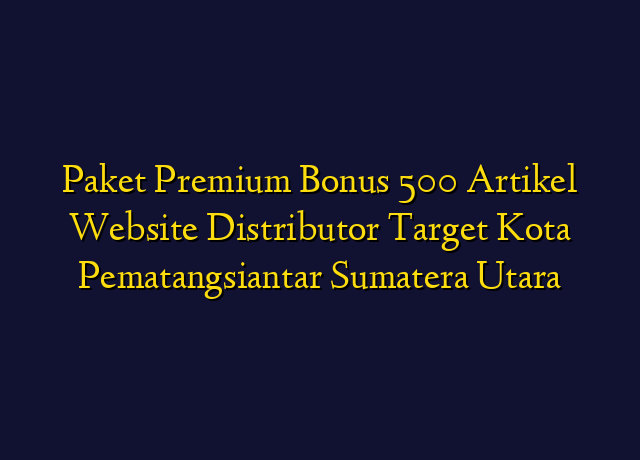 Paket Premium Bonus 500 Artikel
Website Distributor Target Kota
Pematangsiantar Sumatera Utara